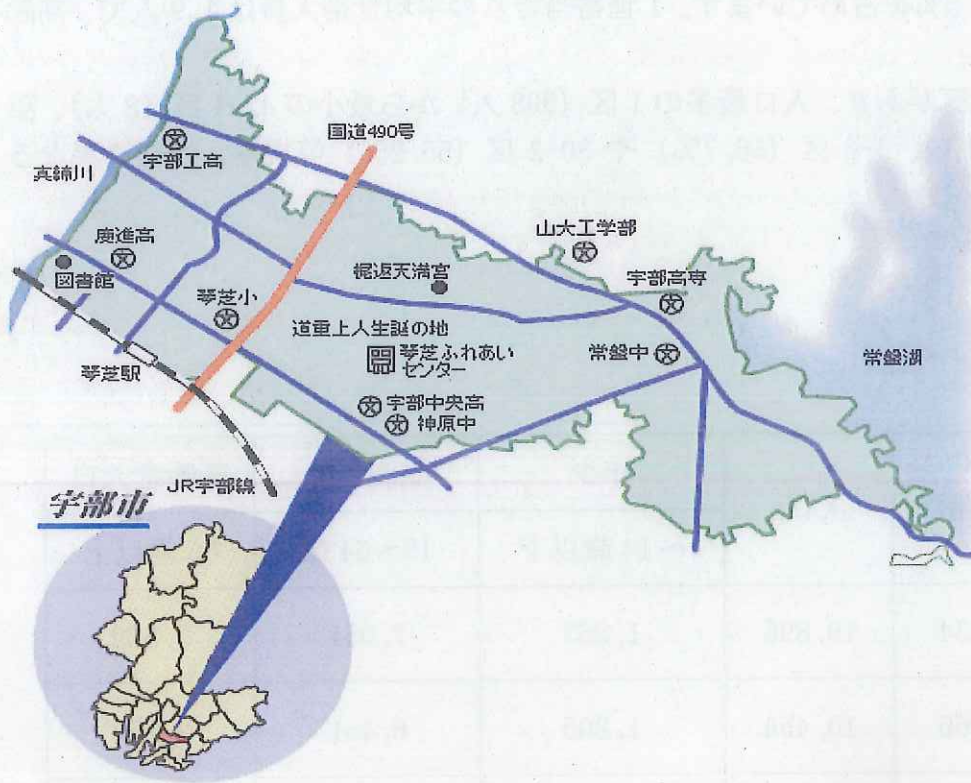 国道490号
宇部工高
真締川
慶進高
図書館
琴芝小
琴芝駅
掘返天満宮
山大工学部
宇部高専
道重上人生誕の地
琴芝ふれあい
センター
常盤中
常盤湖
宇部中央高
神原中
JR宇部線
宇部市